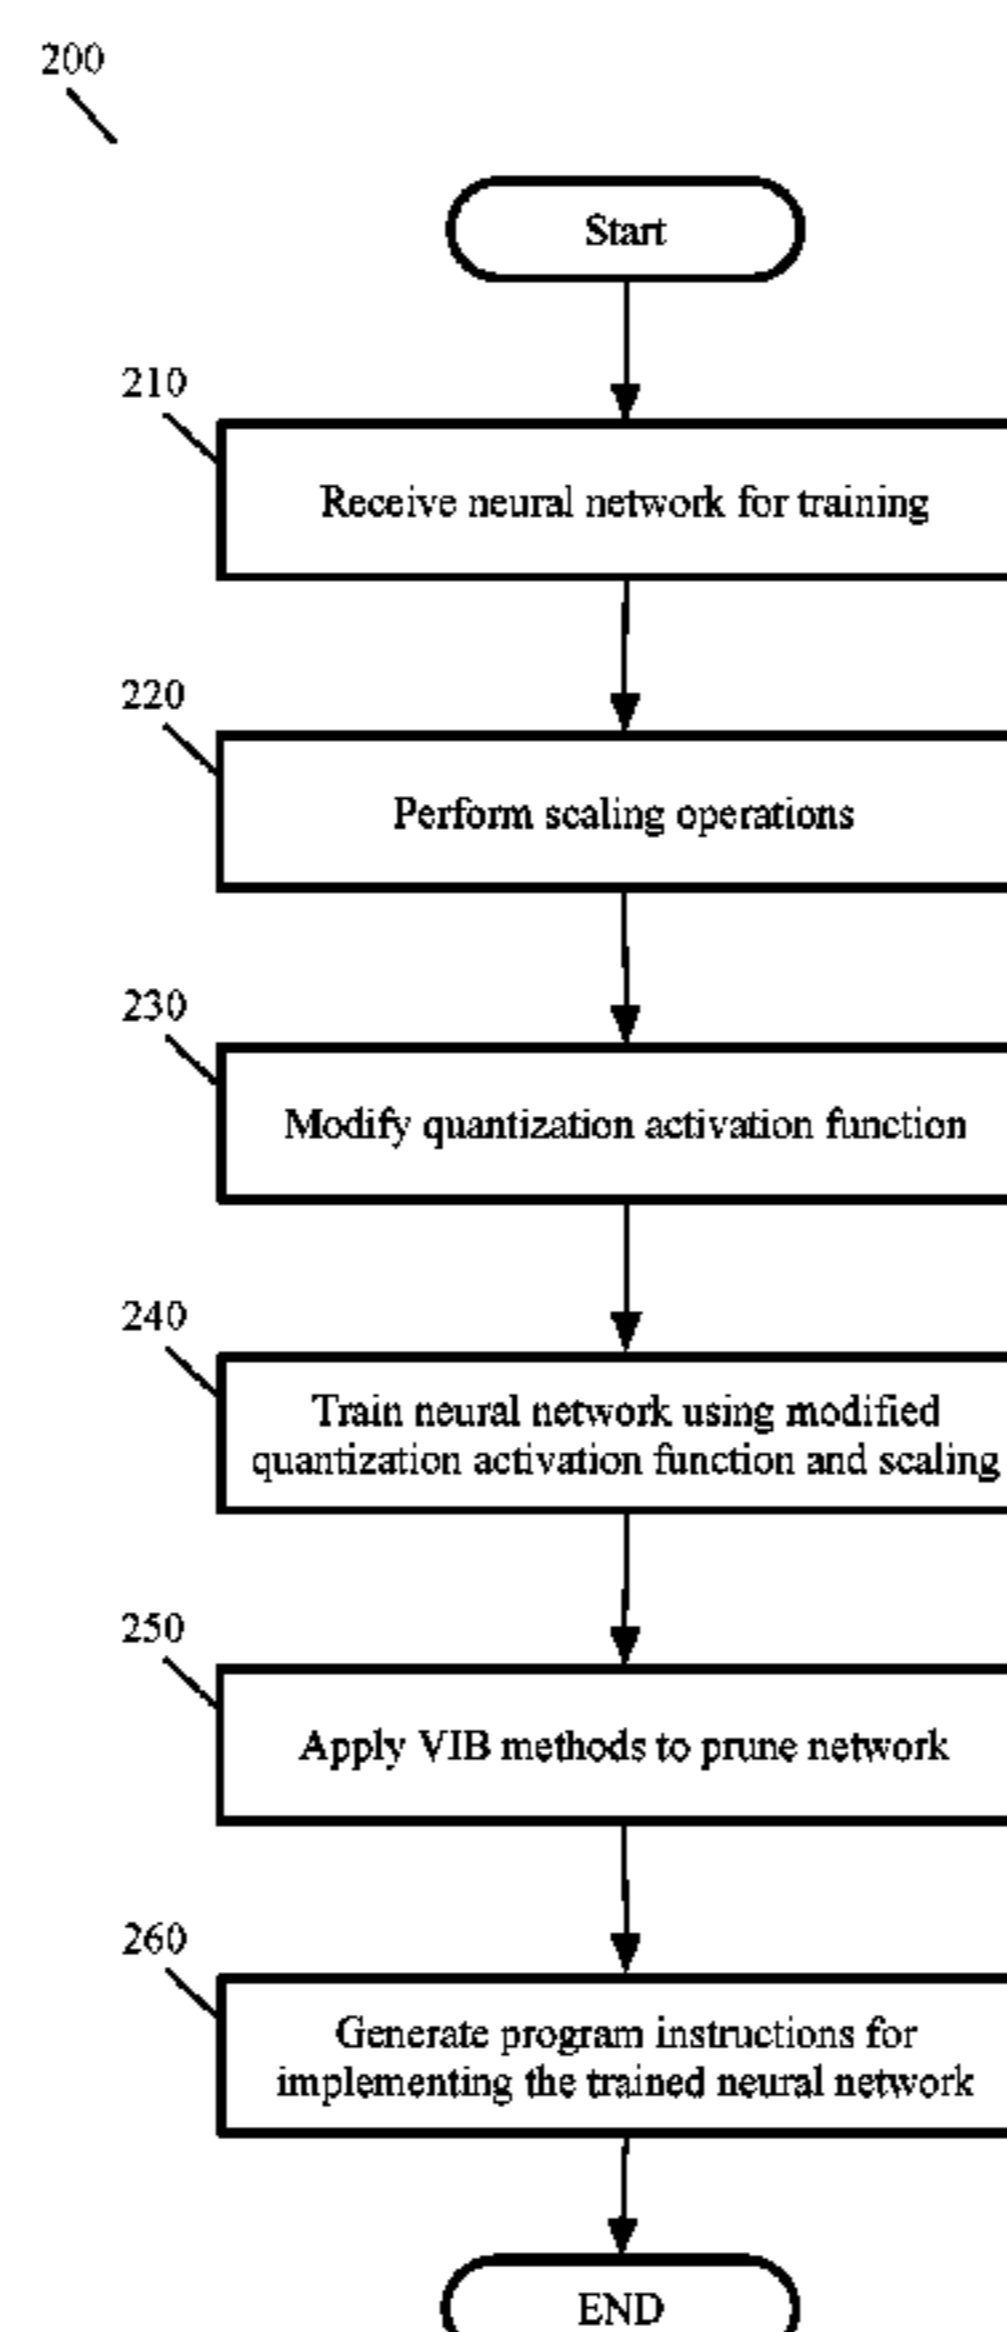 200
Start
210
Receive neural network for training
220
Perform scaling operations
230
Modify quantization activation function
240
Train neural network using modified
quantization activation function and scaling
250
Apply VIB methods to prune network
260
Generate program instructions for
implementing the trained neural network
END